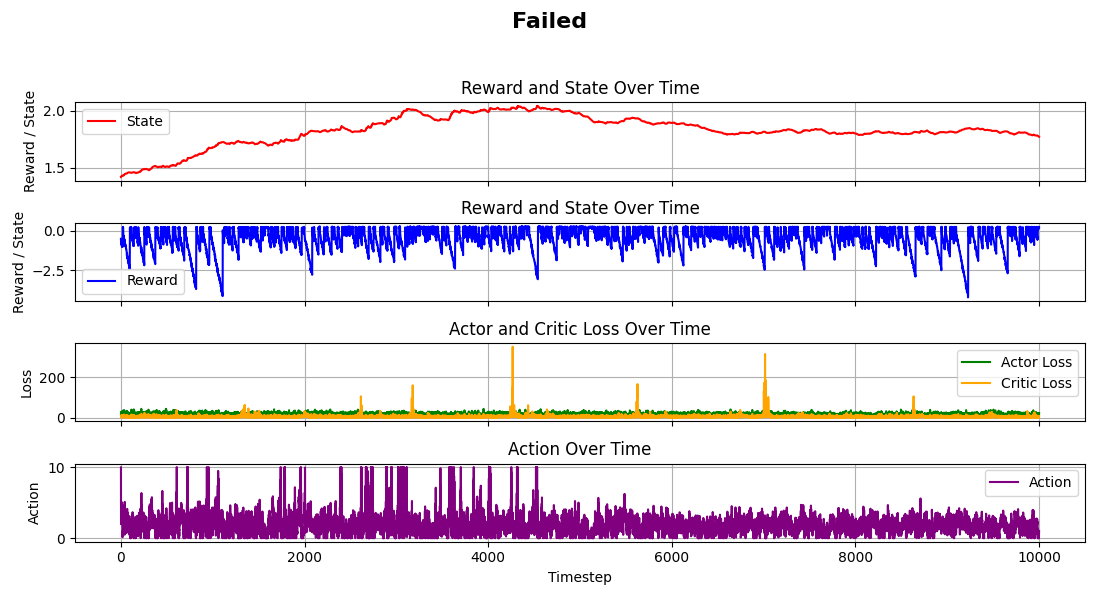 Failed
Reward and State Over Time
Reward / State
2.0
1.5
State
Reward and State Over Time
Reward / State
0.0
−2.5
Reward
Actor and Critic Loss Over Time
Loss
200
0
Actor Loss
Critic Loss
Action Over Time
Action
10
0
Action
0 2000 4000 6000 8000 10000
Timestep